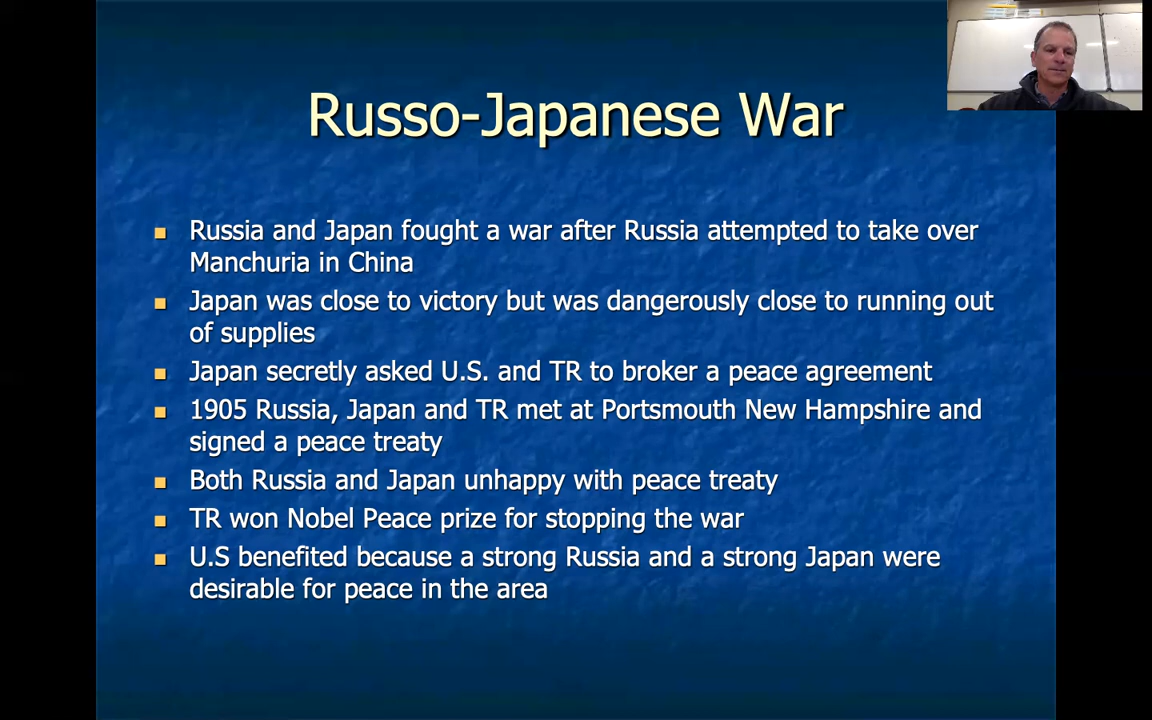 Russo-Japanese War
Russia and Japan fought a war after Russia attempted to take over
Manchuria in China
Japan was close to victory but was dangerously close to running out
of supplies
Japan secretly asked U.S. and TR to broker a peace agreement
1905 Russia, Japan and TR met at Portsmouth New Hampshire and
signed a peace treaty
Both Russia and Japan unhappy with peace treaty
TR won Nobel Peace prize for stopping the war
U.S benefited because a strong Russia and a strong Japan were
desirable for peace in the area